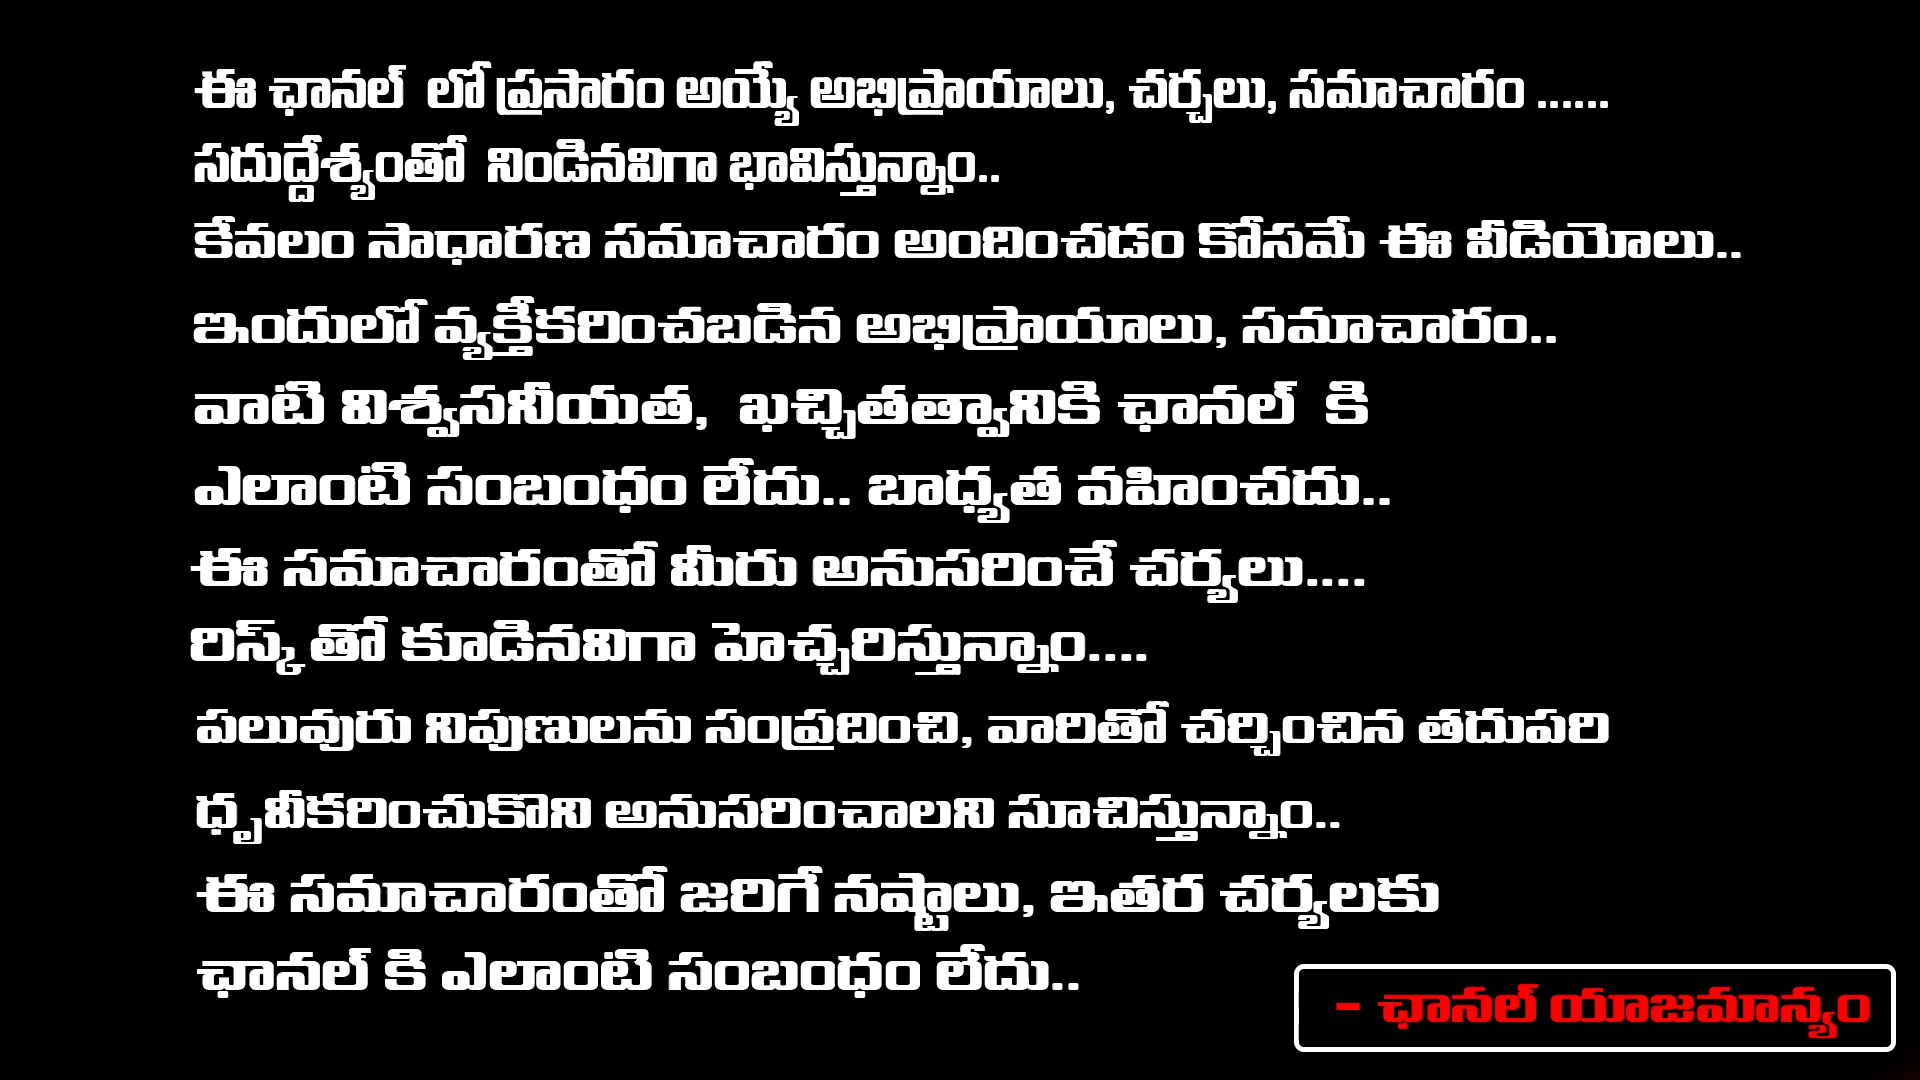 ఈ ఛానల్ లో ప్రసారం అయ్యే అభిప్రాయాలు, చర్చలు, సమాచారం ......
సదుద్దేశ్యంతో నిండినవిగా భావిస్తున్నాం..
కేవలం సాధారణ సమాచారం అందించడం కోసమే ఈ వీడియోలు..
ఇందులో వ్యక్తీకరించబడిన అభిప్రాయాలు, సమాచారం..
వాటి విశ్వసనీయత, ఖచ్చితత్వానికి ఛానల్ కి
ఎలాంటి సంబంధం లేదు.. బాధ్యత వహించదు..
ఈ సమాచారంతో మీరు అనుసరించే చర్యలు....
రిస్క్ తో కూడినవిగా హెచ్చరిస్తున్నాం....
పలువురు నిపుణులను సంప్రదించి, వారితో చర్చించిన తదుపరి
ధృవీకరించుకొని అనుసరించాలని సూచిస్తున్నాం..
ఈ సమాచారంతో జరిగే నష్టాలు, ఇతర చర్యలకు
ఛానల్ కి ఎలాంటి సంబంధం లేదు..
- ఛానల్ యాజమాన్యం